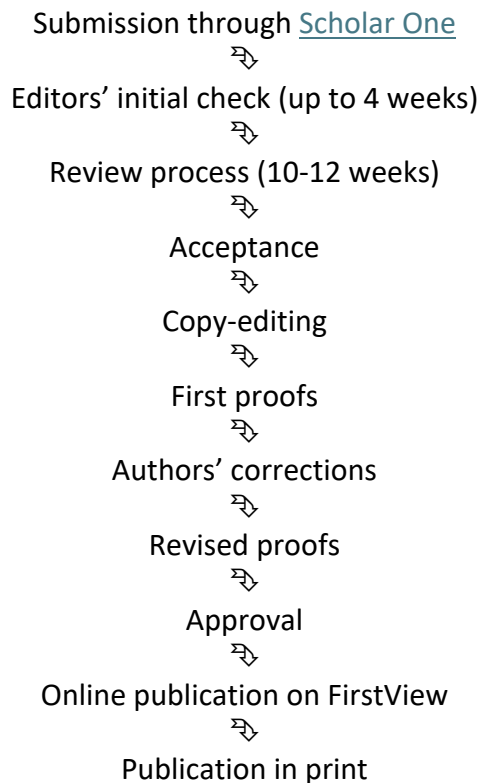 Submission through Scholar One
Editors’ initial check (up to 4 weeks)
Review process (10-12 weeks)
Acceptance
Copy-editing
First proofs
Authors’ corrections
Revised proofs
Approval
Online publication on FirstView
Publication in print